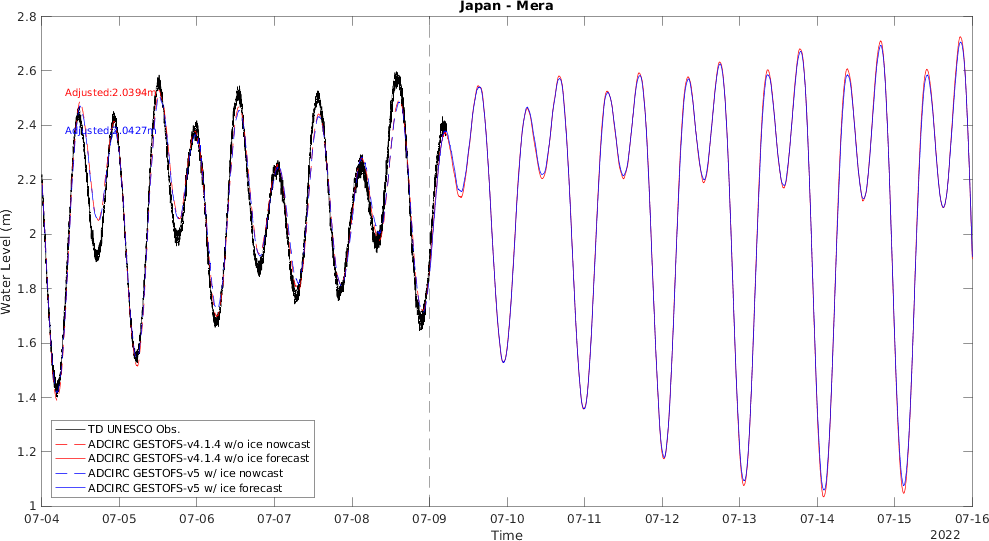 Japan - Mera
2.8
2.6
2.4
2.2
2
1.8
1.6
1.4
1.2
1
Water Level (m)
Adjusted:2.0394m
Adjusted:2.0427m
TD UNESCO Obs.
ADCIRC GESTOFS-v4.1.4 w/o ice nowcast
ADCIRC GESTOFS-v4.1.4 w/o ice forecast
ADCIRC GESTOFS-v5 w/ ice nowcast
ADCIRC GESTOFS-v5 w/ ice forecast
07-04 07-05 07-06 07-07 07-08 07-09 07-10 07-11 07-12 07-13 07-14 07-15 07-16
Time
2022